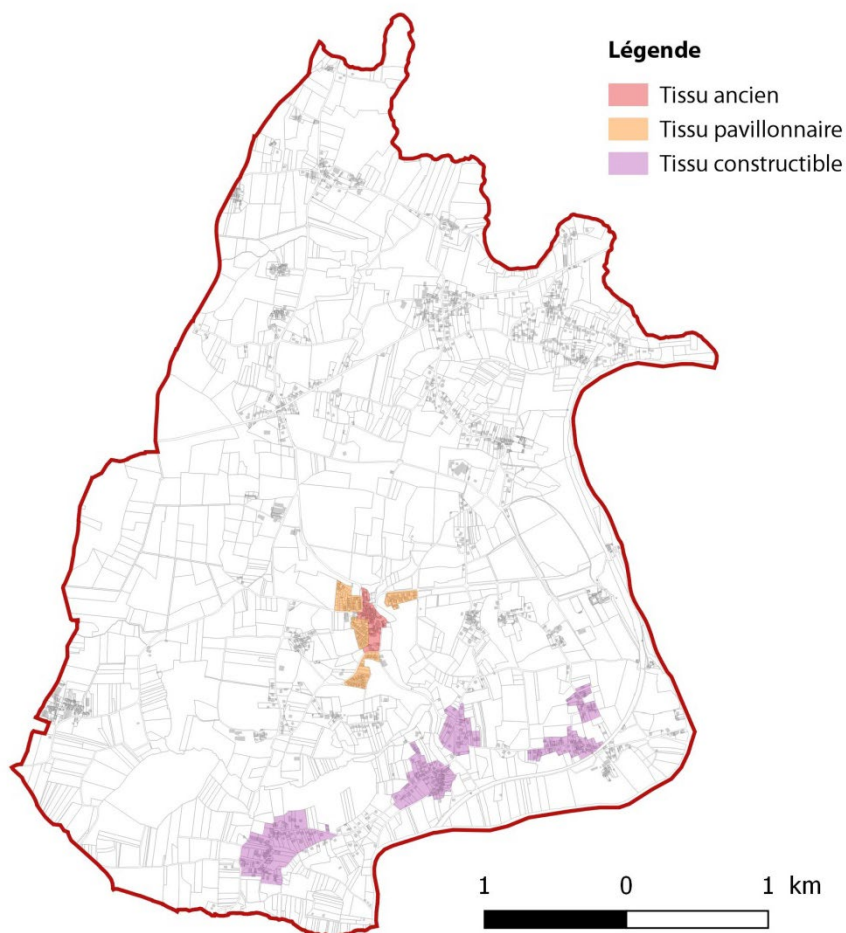 Légende
Tissu ancien
Tissu pavillonnaire
Tissu constructible
1 0 1 km